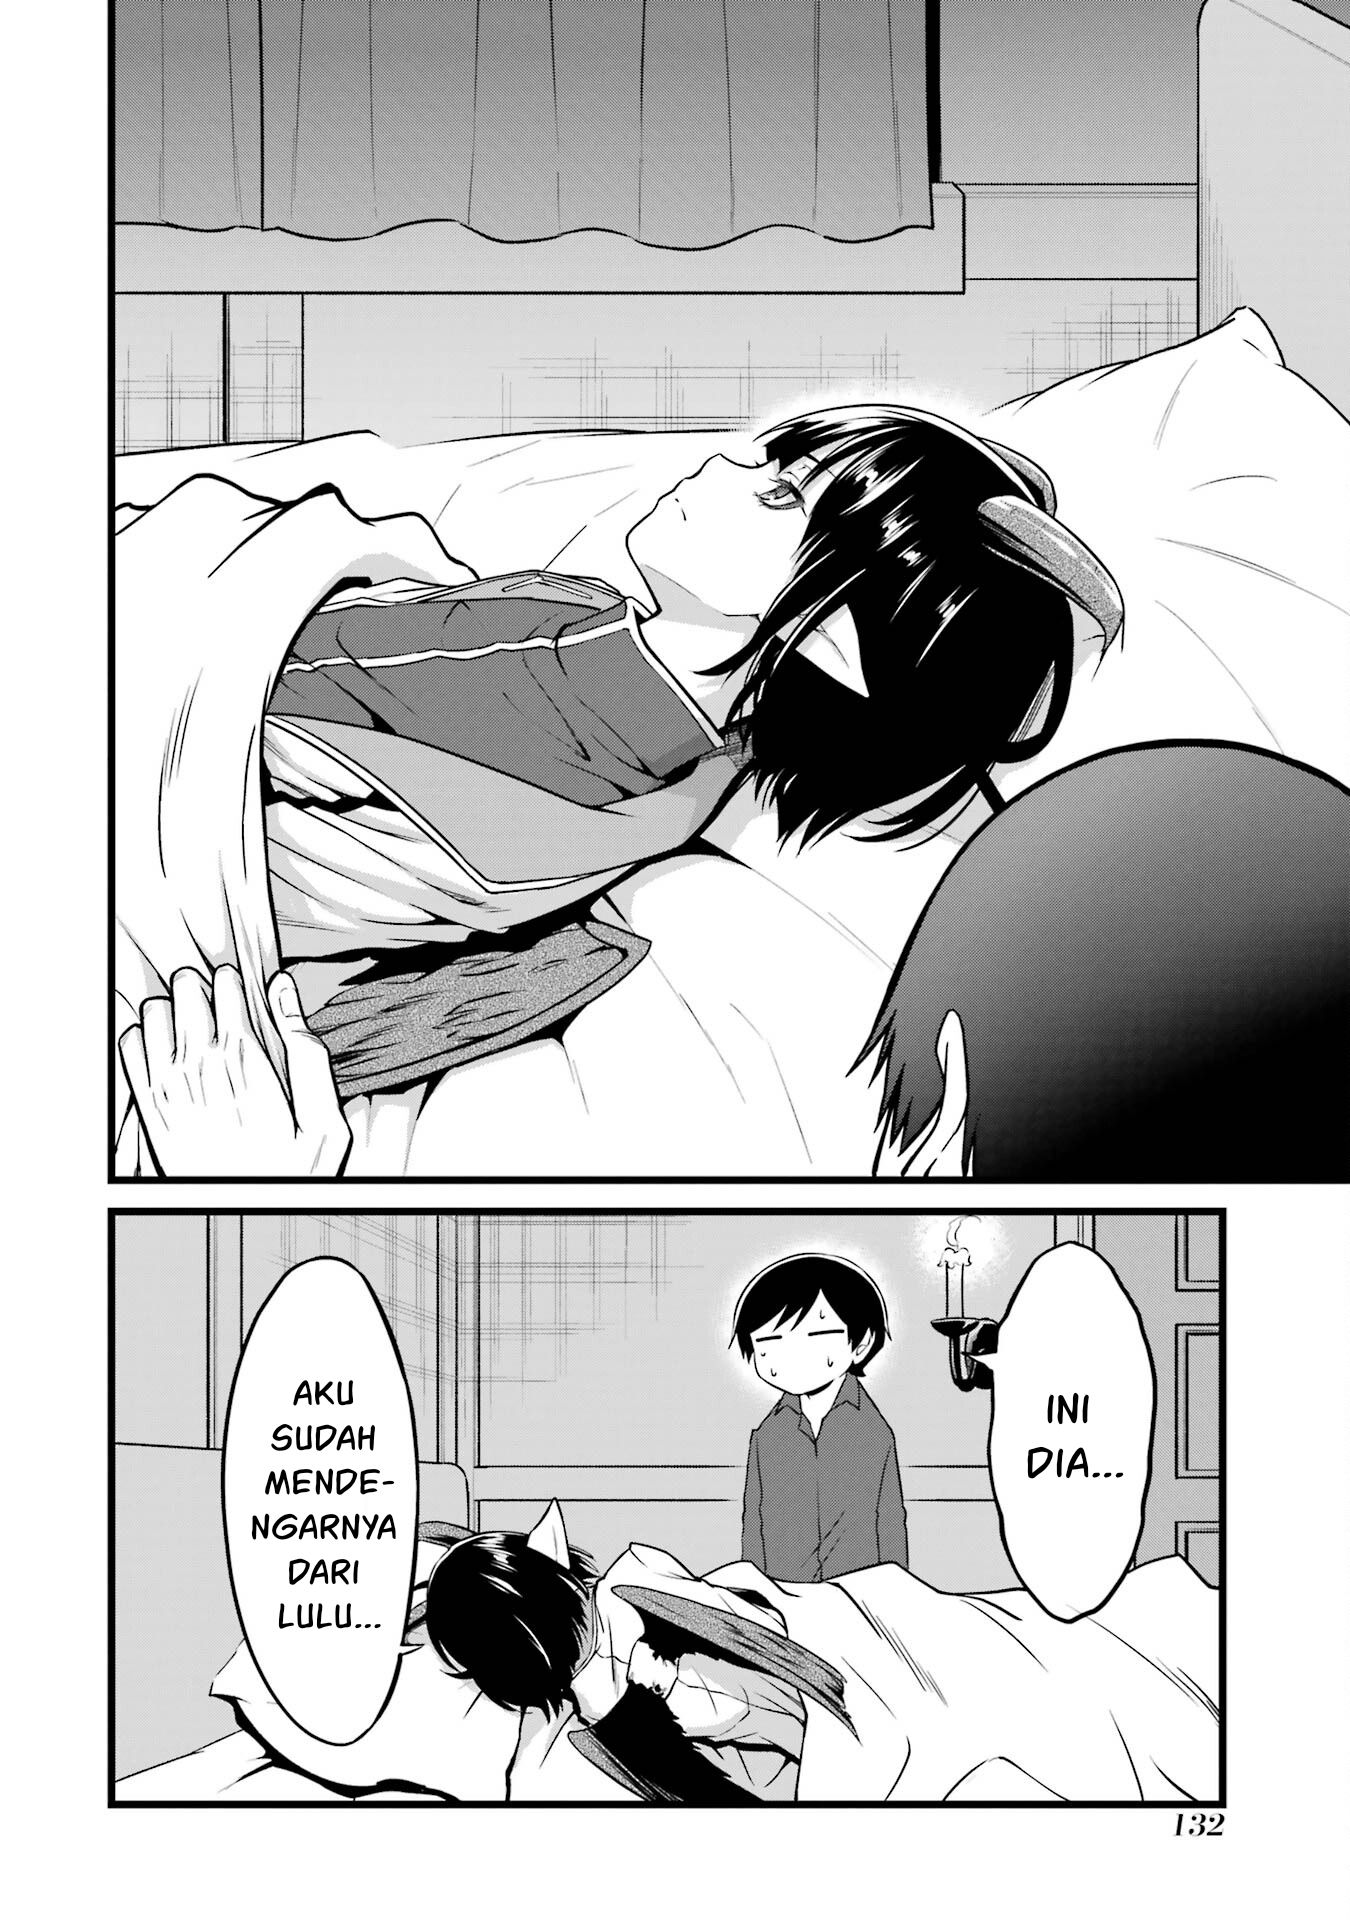 INI
DIA...
AKU
SUDAH
MENDE-
NGARNYA
DARI
LULU...
132